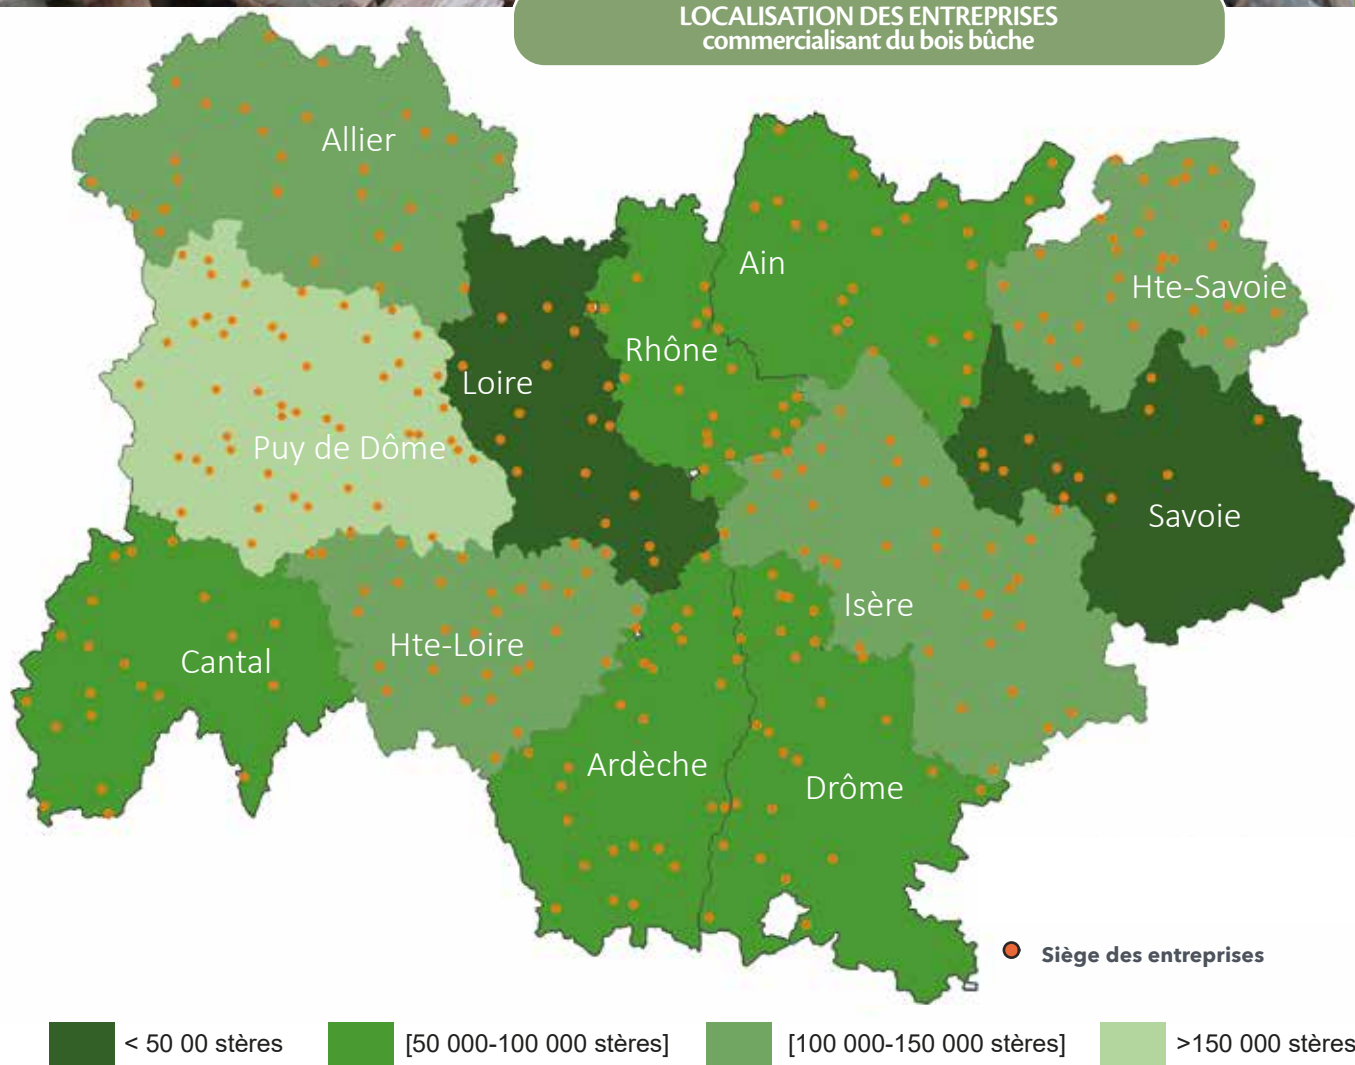 LOCALISATION DES ENTREPRISES
commercialisant du bois bûche
Allier
Ain
Hte-Savoie
Rhône
Loire
Puy de Dôme
Savoie
Isère
Hte-Loire
Cantal
Ardèche
Drôme
Siège des entreprises
< 50 00 stères
[50 000-100 000 stères]
[100 000-150 000 stères]
>150 000 stères